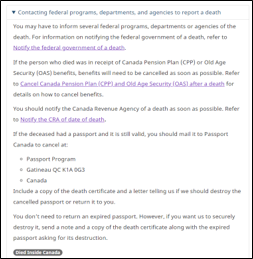 ▼ Contacting federal programs, departments, and agencies to report a death
You may have to inform several federal programs, departments or agencies of the
death. For information on notifying the federal government of a death, refer to
Notify the federal government of a death.
If the person who died was in receipt of Canada Pension Plan (CPP) or Old Age
Security (OAS) benefits, benefits will need to be cancelled as soon as possible. Refer
to Cancel Canada Pension Plan (CPP) and Old Age Security (OAS) after a death for
details on how to cancel benefits.
You should notify the Canada Revenue Agency of a death as soon as possible. Refer
to Notify the CRA of date of death.
If the deceased had a passport and it is still valid, you should mail it to Passport
Canada to cancel at:
• Passport Program
• Gatineau QC K1A 0G3
• Canada
Include a copy of the death certificate and a letter telling us if we should destroy the
cancelled passport or return it to you.
You don't need to return an expired passport. However, if you want us to securely
destroy it, send a note and a copy of the death certificate along with the expired
passport asking for its destruction.
Died Inside Canada